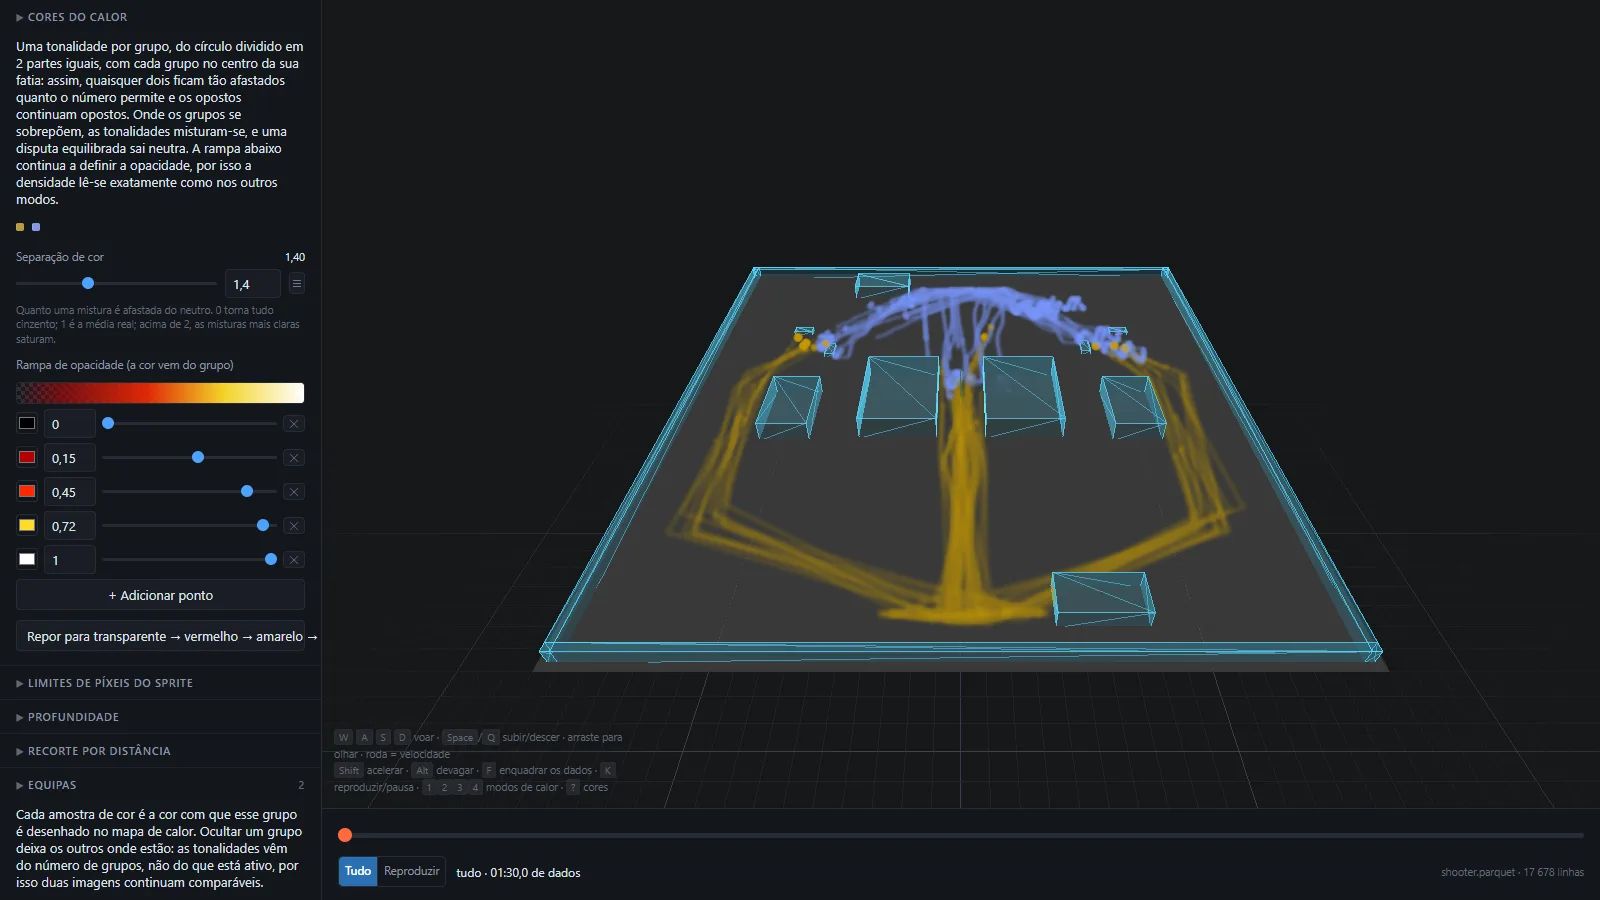 ▶ CORES DO CALOR
Uma tonalidade por grupo, do círculo dividido em
2 partes iguais, com cada grupo no centro da sua
fatia: assim, quaisquer dois ficam tão afastados
quanto o número permite e os opostos
continuam opostos. Onde os grupos se
sobrepõem, as tonalidades misturam-se, e uma
disputa equilibrada sai neutra. A rampa abaixo
continua a definir a opacidade, por isso a
densidade lê-se exatamente como nos outros
modos.
Separação de cor 1,40
1,4
Quanto uma mistura é afastada do neutro. 0 torna tudo
cinzento; 1 é a média real; acima de 2, as misturas mais claras
saturam.
Rampa de opacidade (a cor vem do grupo)
0
0,15
0,45
0,72
1
+ Adicionar ponto
Repor para transparente → vermelho → amarelo →
▶ LIMITES DE PÍXEIS DO SPRITE
▶ PROFUNDIDADE
▶ RECORTE POR DISTÂNCIA
▶ EQUIPAS 2
Cada amostra de cor é a cor com que esse grupo
é desenhado no mapa de calor. Ocultar um grupo
deixa os outros onde estão: as tonalidades vêm
do número de grupos, não do que está ativo, por
isso duas imagens continuam comparáveis.
W A S D voar · Space / Q subir/descer · arraste para
olhar · roda = velocidade
Shift acelerar · Alt devagar · F enquadrar os dados · K
reproduzir/pausa · 1 2 3 4 modos de calor · ? cores
Tudo Reproduzir tudo · 01:30,0 de dados
shooter.parquet · 17 678 linhas